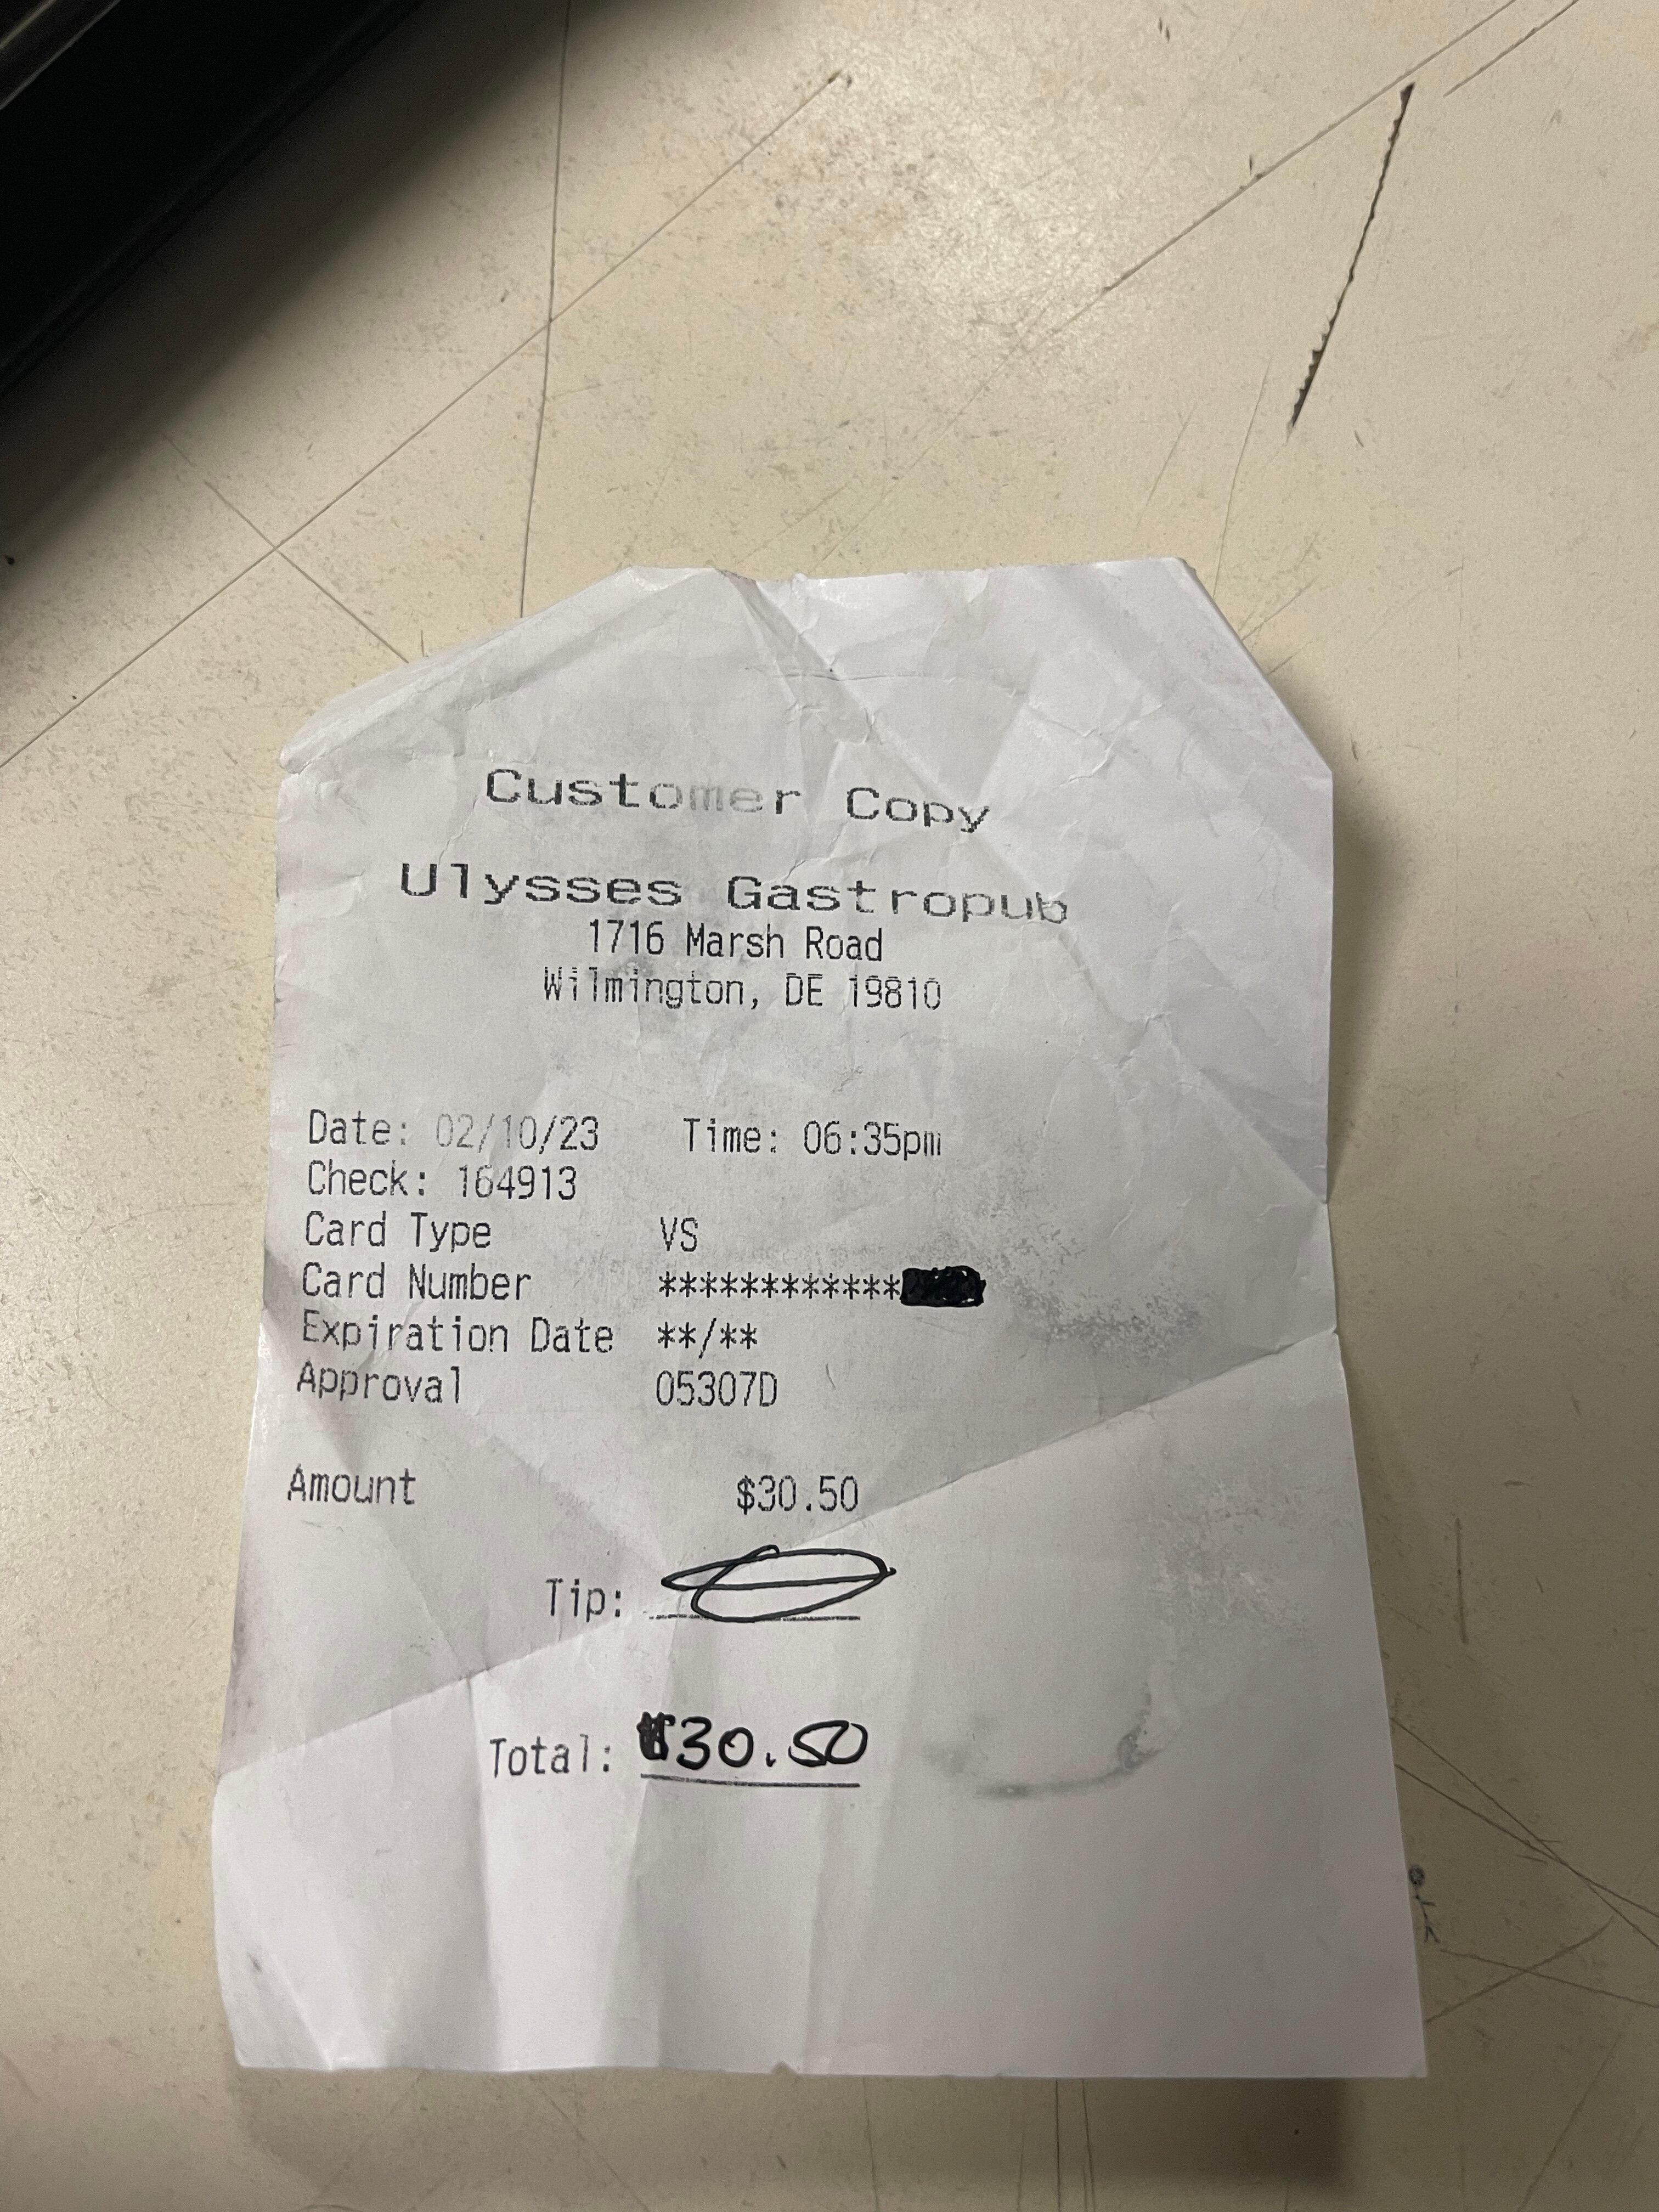 Customer Copy
Ulysses Gastropub
1716 Marsh Road
Wilmington, DE 19810
Date: 02/10/23 Time: 06:35pm
Check: 164913
Card Type VS
Card Number ************
Expiration Date **/**
Approval 05307D
Amount $30.50
Tip:
Total: $30.50